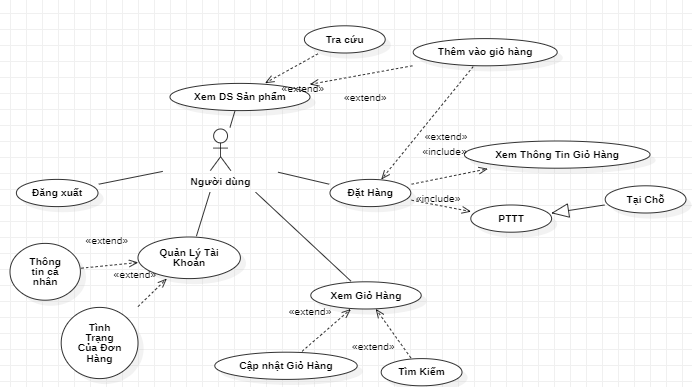 Tra cứu
Thêm vào giỏ hàng
Xem DS Sản phẩm
«extend»
«extend»
«extend»
«include»
Xem Thông Tin Giỏ Hàng
Người dùng
Đăng xuất
Đặt Hàng
«include»
Tại Chỗ
PTTT
«extend»
Quản Lý Tài
Khoản
Thông
tin cá
nhân
«extend»
Xem Giỏ Hàng
«extend»
Tình
Trạng
Của Đơn
Hàng
«extend»
Cập nhật Giỏ Hàng
Tìm Kiếm